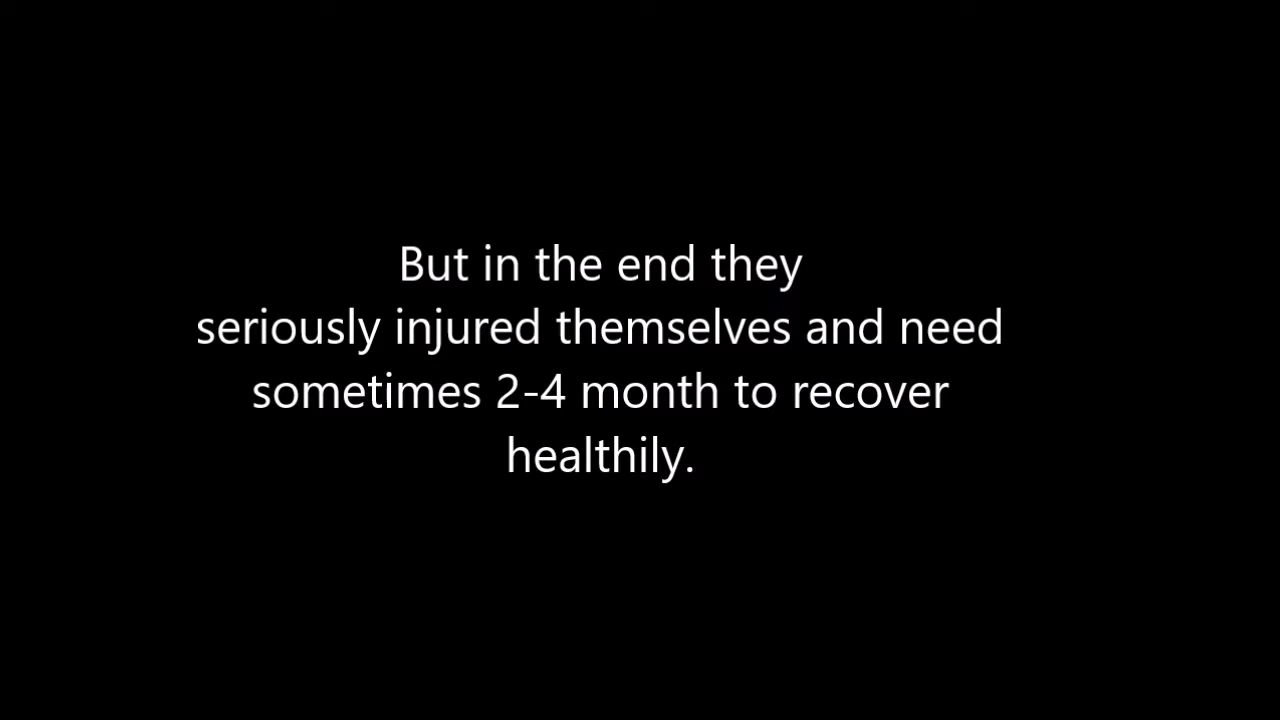 But in the end they
seriously injured themselves and need
sometimes 2-4 month to recover
healthily.